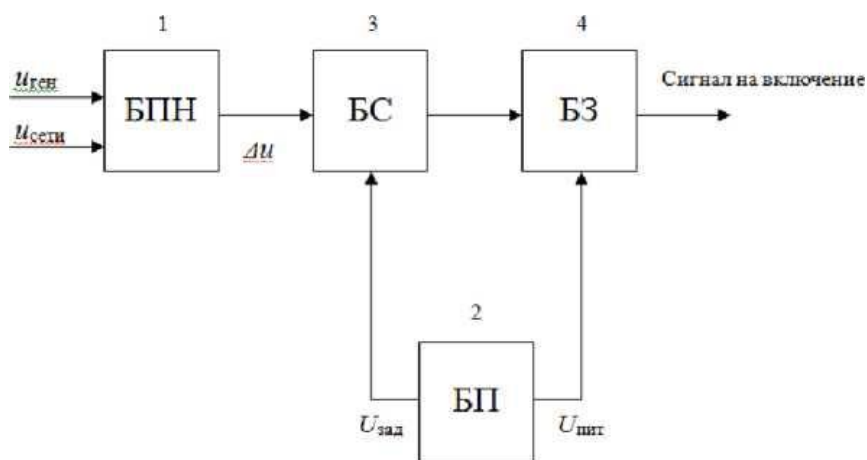 1
3
4
uген
uсети
БПН
БС
БЗ
Сигнал на включение
Δu
2
БП
Uзад
Uпит